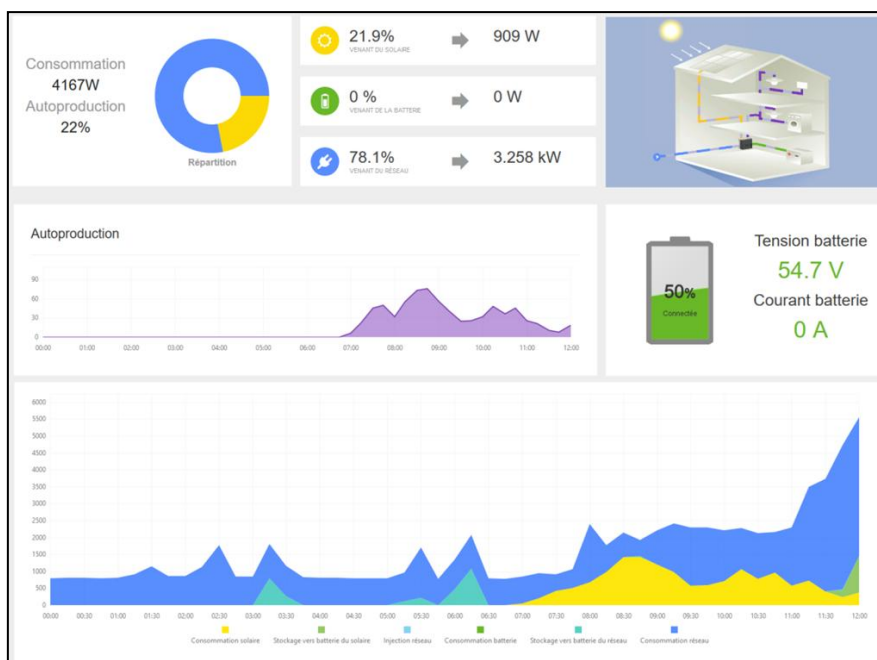 Consommation
4167W
Autoproduction
22%
Répartition
21.9%
VENANT DU SOLAIRE
909 W
0 %
VENANT DE LA BATTERIE
0 W
78.1%
VENANT DU RESEAU
3.258 kW
Autoproduction
90
60
30
0
00:00 01:00 02:00 03:00 04:00 05:00 06:00 07:00 08:00 09:00 10:00 11:00 12:00
50%
Connectée
Tension batterie
54.7 V
Courant batterie
0 A
6000
5500
5000
4500
4000
3500
3000
2500
2000
1500
1000
500
0
00:00 00:30 01:00 01:30 02:00 02:30 03:00 03:30 04:00 04:30 05:00 05:30 06:00 06:30 07:00 07:30 08:00 08:30 09:00 09:30 10:00 10:30 11:00 11:30 12:00
Consommation solaire Stockage vers batterie du solaire Injection réseau Consommation batterie Stockage vers batterie du réseau Consommation réseau